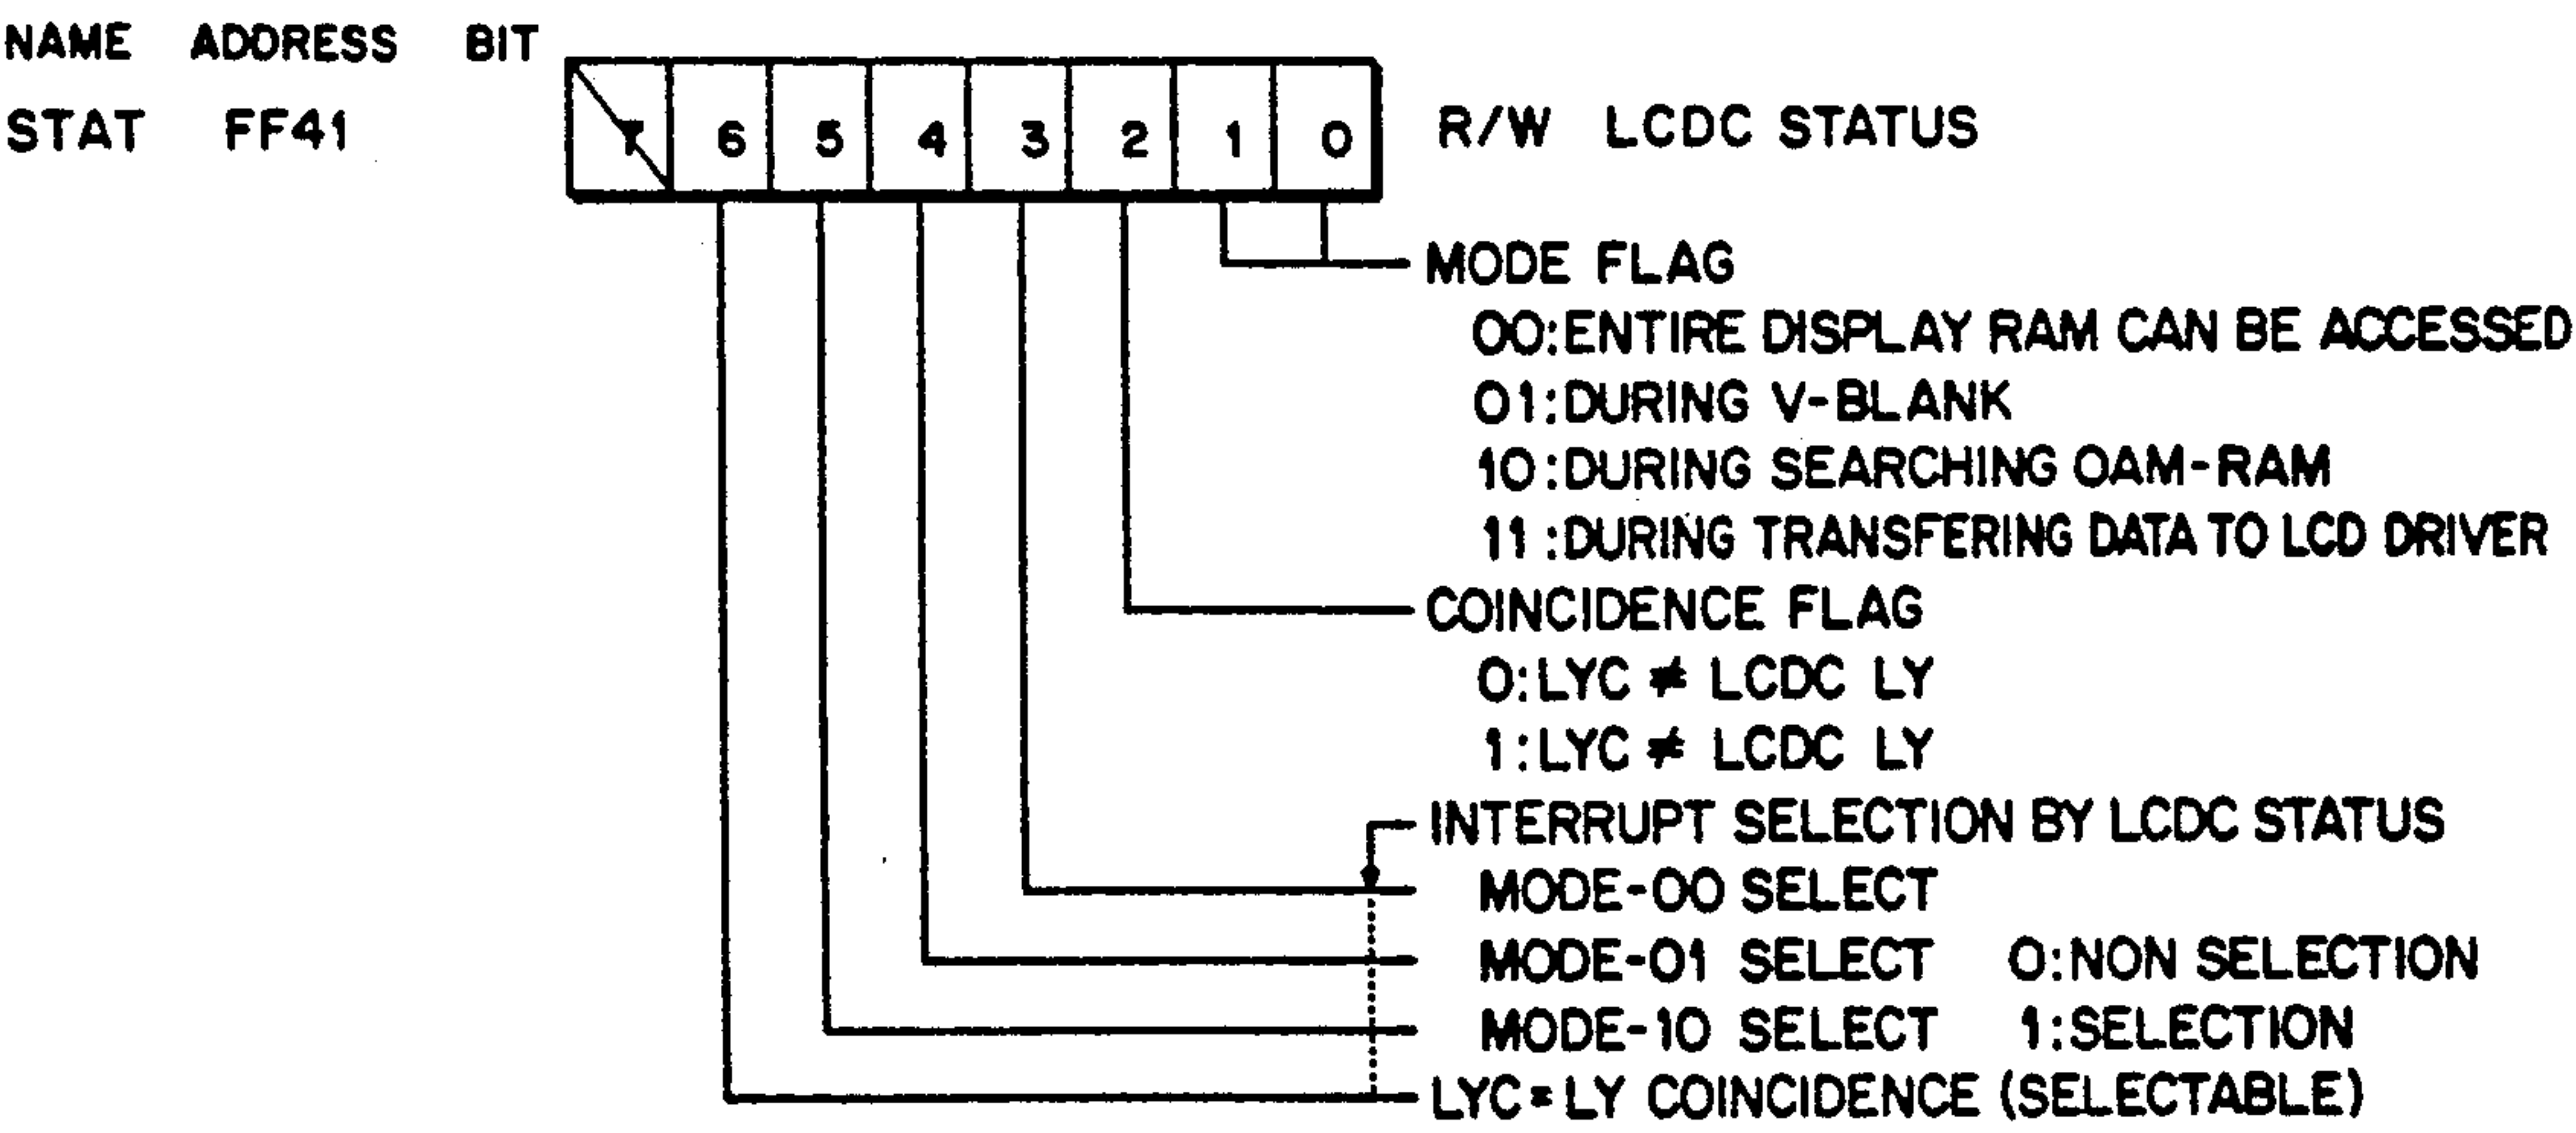 NAME ADDRESS BIT
STAT FF41 7 6 5 4 3 2 1 0 R/W LCDC STATUS
MODE FLAG
00:ENTIRE DISPLAY RAM CAN BE ACCESSED
01:DURING V-BLANK
10:DURING SEARCHING OAM-RAM
11:DURING TRANSFERING DATA TO LCD DRIVER
COINCIDENCE FLAG
0:LYC ≠ LCDC LY
1:LYC ≠ LCDC LY
INTERRUPT SELECTION BY LCDC STATUS
MODE-00 SELECT
MODE-01 SELECT 0:NON SELECTION
MODE-10 SELECT 1:SELECTION
LYC=LY COINCIDENCE (SELECTABLE)